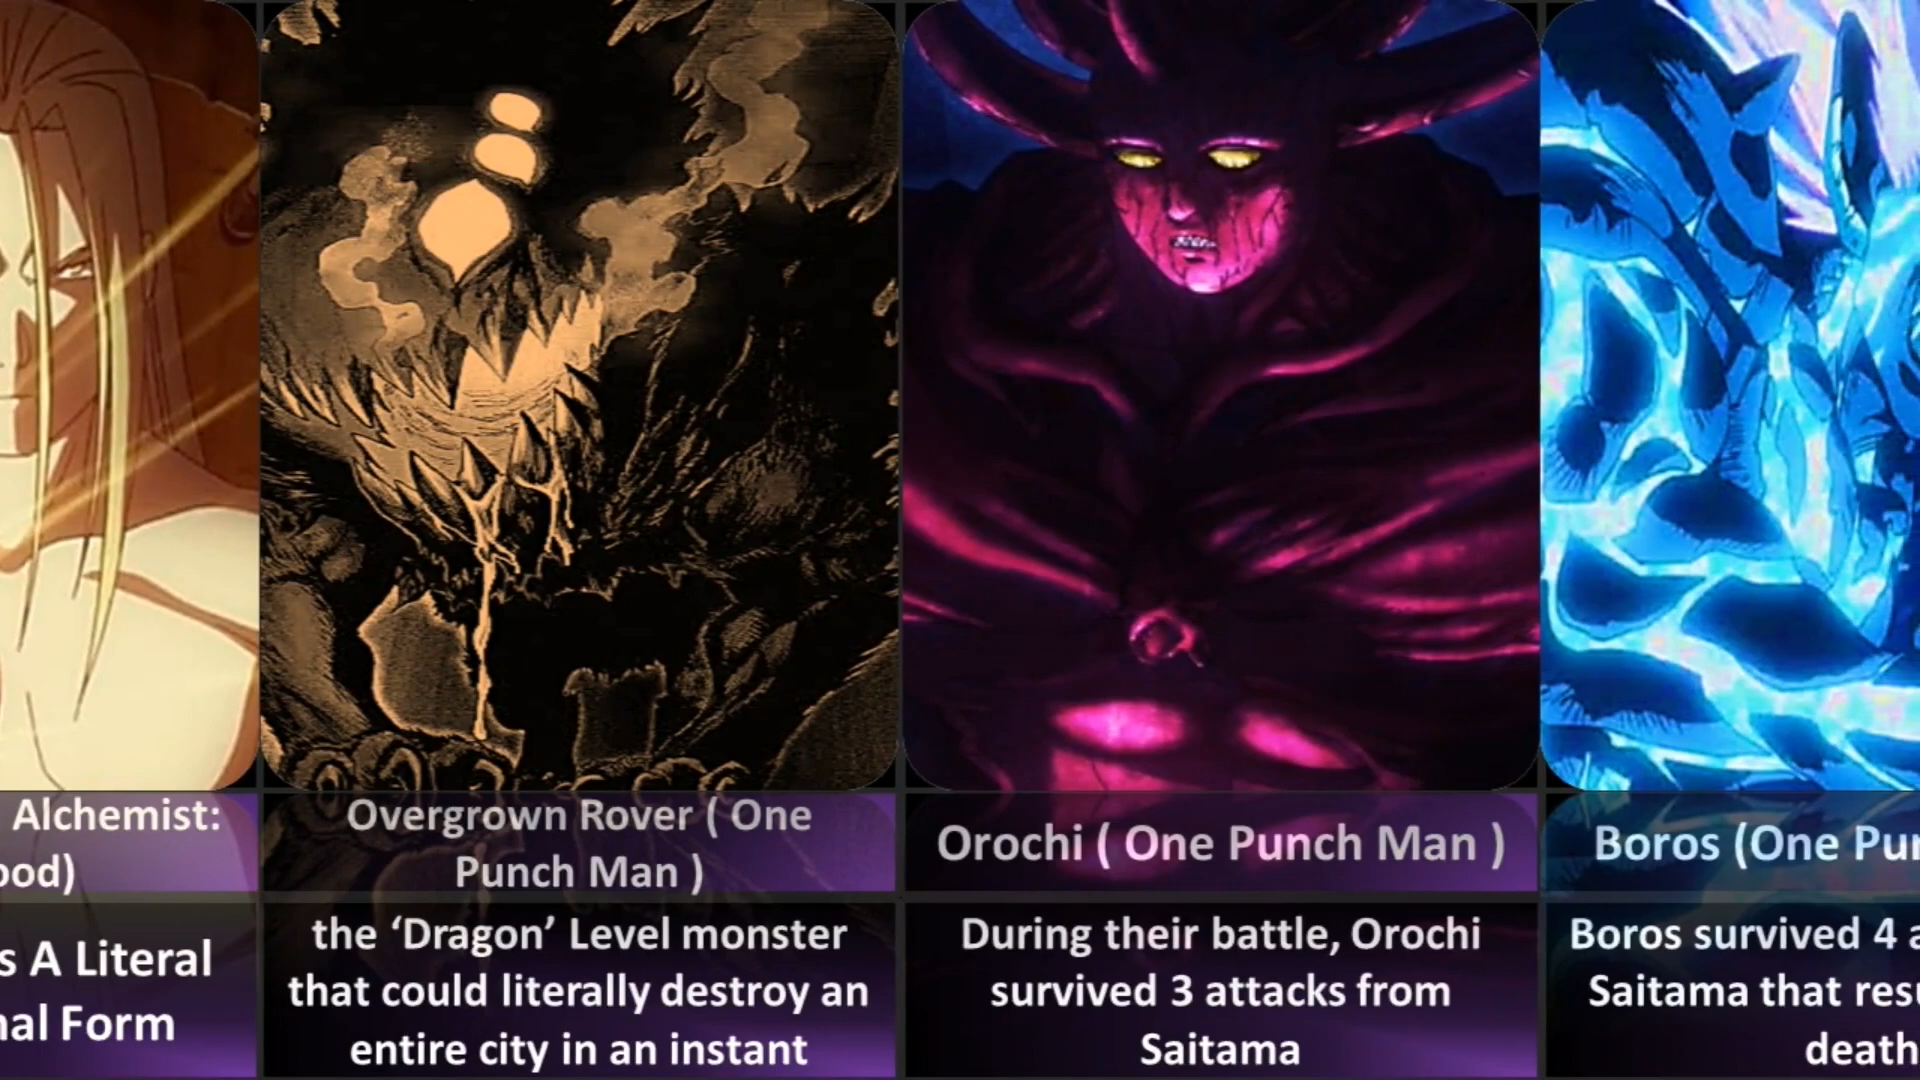 Alchemist:
ood)
s A Literal
nal Form
Overgrown Rover ( One
Punch Man )
the ‘Dragon’ Level monster
that could literally destroy an
entire city in an instant
Orochi ( One Punch Man )
During their battle, Orochi
survived 3 attacks from
Saitama
Boros (One Pun
Boros survived 4 a
Saitama that resu
death